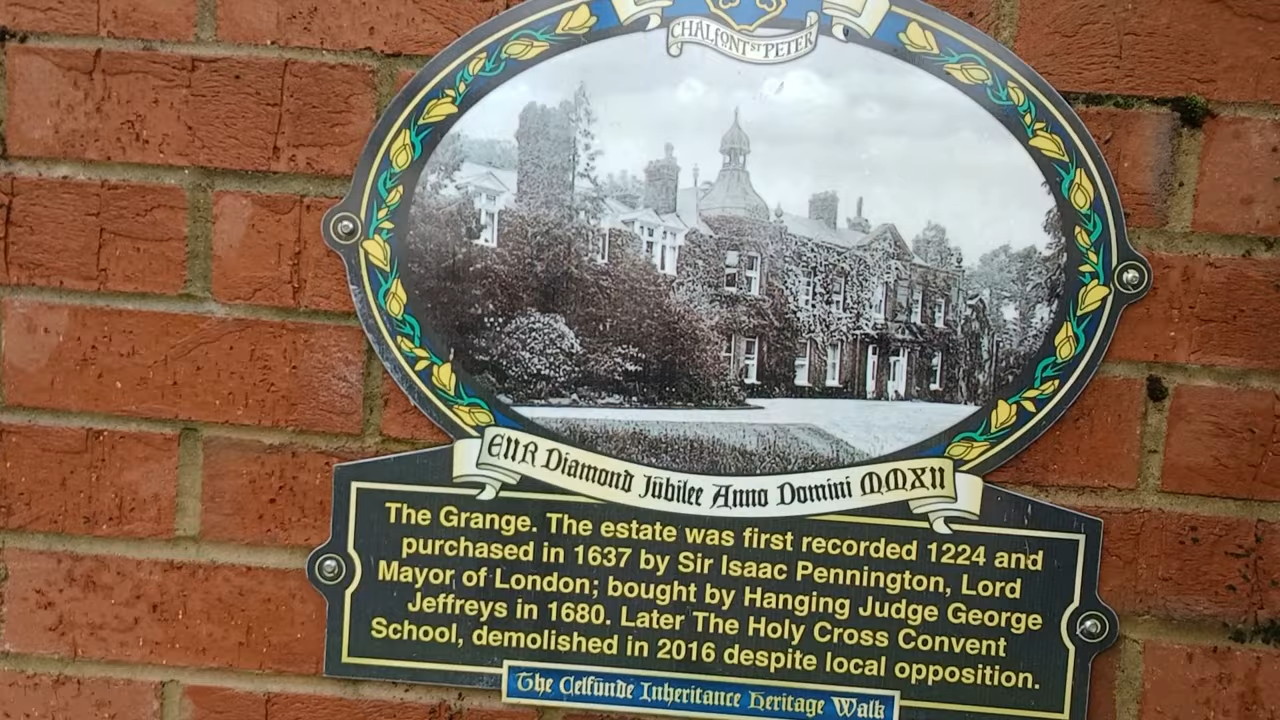 CHALFONT ST PETER
EIIR Diamond Jubilee Anno Domini MMXII
The Grange. The estate was first recorded 1224 and
purchased in 1637 by Sir Isaac Pennington, Lord
Mayor of London; bought by Hanging Judge George
Jeffreys in 1680. Later The Holy Cross Convent
School, demolished in 2016 despite local opposition.
The Celfunde Inheritance Heritage Walk